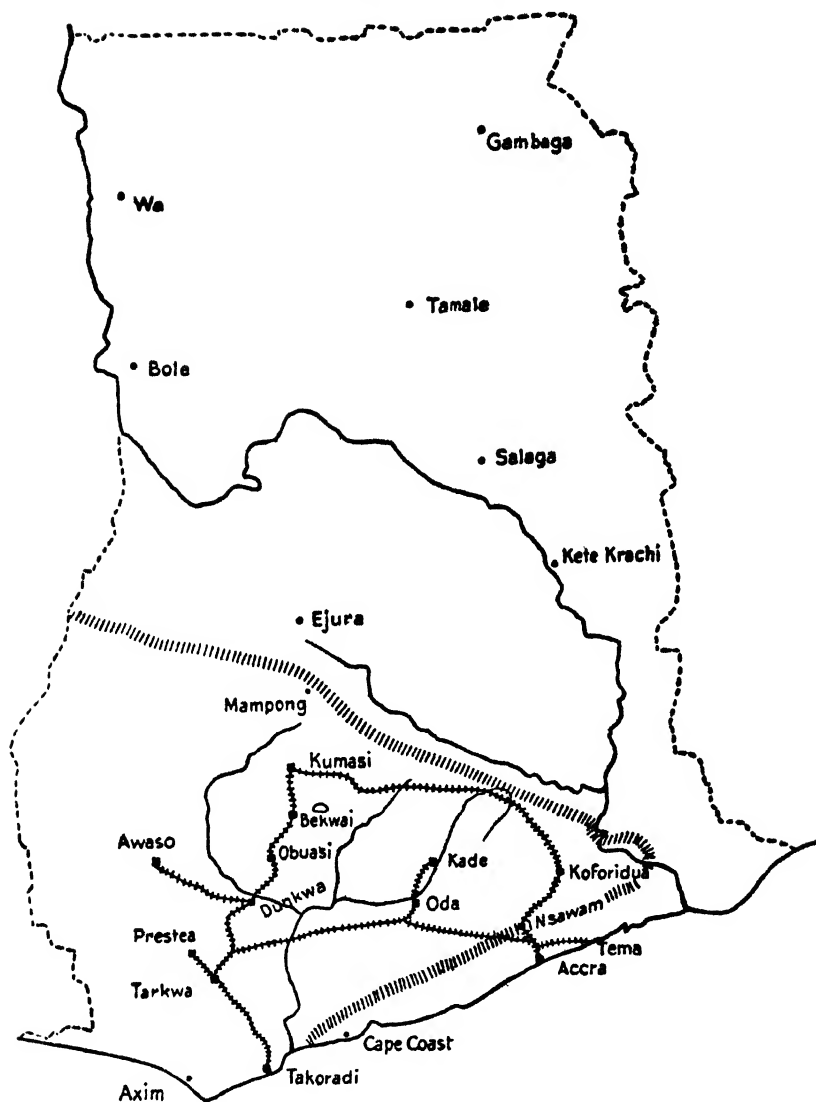 Gambaga
Wa
Tamale
Bole
Salaga
Kete Krachi
Ejura
Mampong
Kumasi
Bekwai
Awaso
Obuasi
Kade
Koforidua
Dunkwa
Oda
Nsawam
Prestea
Tema
Accra
Tarkwa
Cape Coast
Takoradi
Axim